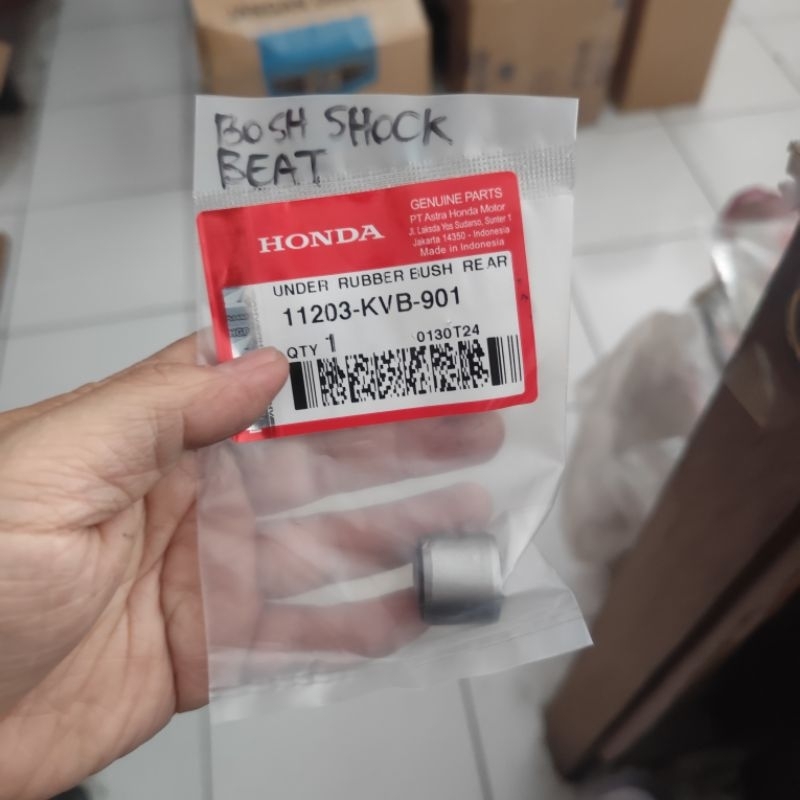 BOSH SHOCK
BEAT
HONDA
GENUINE PARTS
PT Astra Honda Motor
Jl. Laksda Yos Sudarso, Sunter 1
Jakarta 14350 - Indonesia
Made in Indonesia
UNDER RUBBER BUSH REAR
11203-KVB-901
QTY 1
0130T24